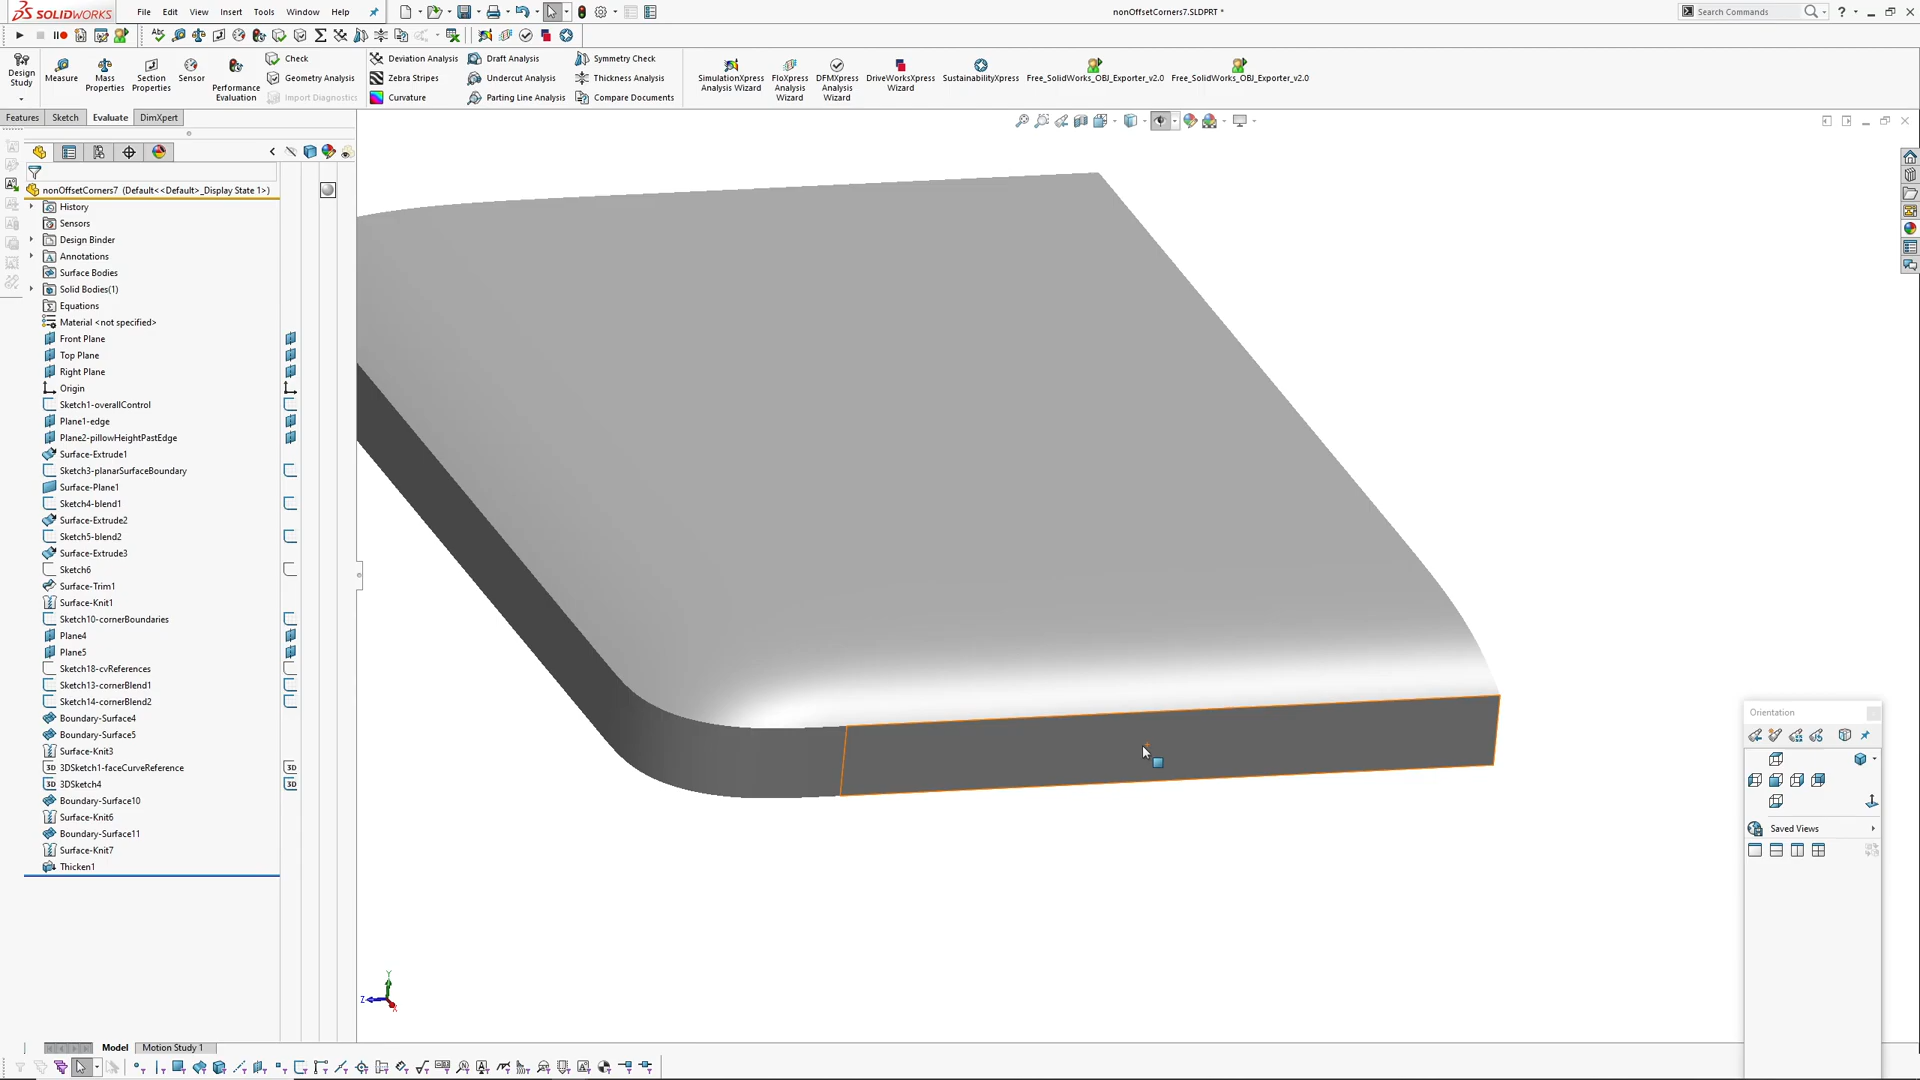 SOLIDWORKS File Edit View Insert Tools Window Help nonOffsetCorners7.SLDPRT * Search Commands
Design Study
Measure
Mass Properties
Section Properties
Sensor
Performance Evaluation
Check
Geometry Analysis
Import Diagnostics
Deviation Analysis
Zebra Stripes
Curvature
Draft Analysis
Undercut Analysis
Parting Line Analysis
Symmetry Check
Thickness Analysis
Compare Documents
SimulationXpress Analysis Wizard
FloXpress Analysis Wizard
DFMXpress Analysis Wizard
DriveWorksXpress Wizard
SustainabilityXpress
Free_SolidWorks_OBJ_Exporter_v2.0
Free_SolidWorks_OBJ_Exporter_v2.0
Features Sketch Evaluate DimXpert
nonOffsetCorners7 (Default<<Default>_Display State 1>)
History
Sensors
Design Binder
Annotations
Surface Bodies
Solid Bodies(1)
Equations
Material <not specified>
Front Plane
Top Plane
Right Plane
Origin
Sketch1-overallControl
Plane1-edge
Plane2-pillowHeightPastEdge
Surface-Extrude1
Sketch3-planarSurfaceBoundary
Surface-Plane1
Sketch4-blend1
Surface-Extrude2
Sketch5-blend2
Surface-Extrude3
Sketch6
Surface-Trim1
Surface-Knit1
Sketch10-cornerBoundaries
Plane4
Plane5
Sketch18-cvReferences
Sketch13-cornerBlend1
Sketch14-cornerBlend2
Boundary-Surface4
Boundary-Surface5
Surface-Knit3
3D 3DSketch1-faceCurveReference 3D
3D 3DSketch4 3D
Boundary-Surface10
Surface-Knit6
Boundary-Surface11
Surface-Knit7
Thicken1
Orientation
Saved Views
Y
Z
X
Model Motion Study 1